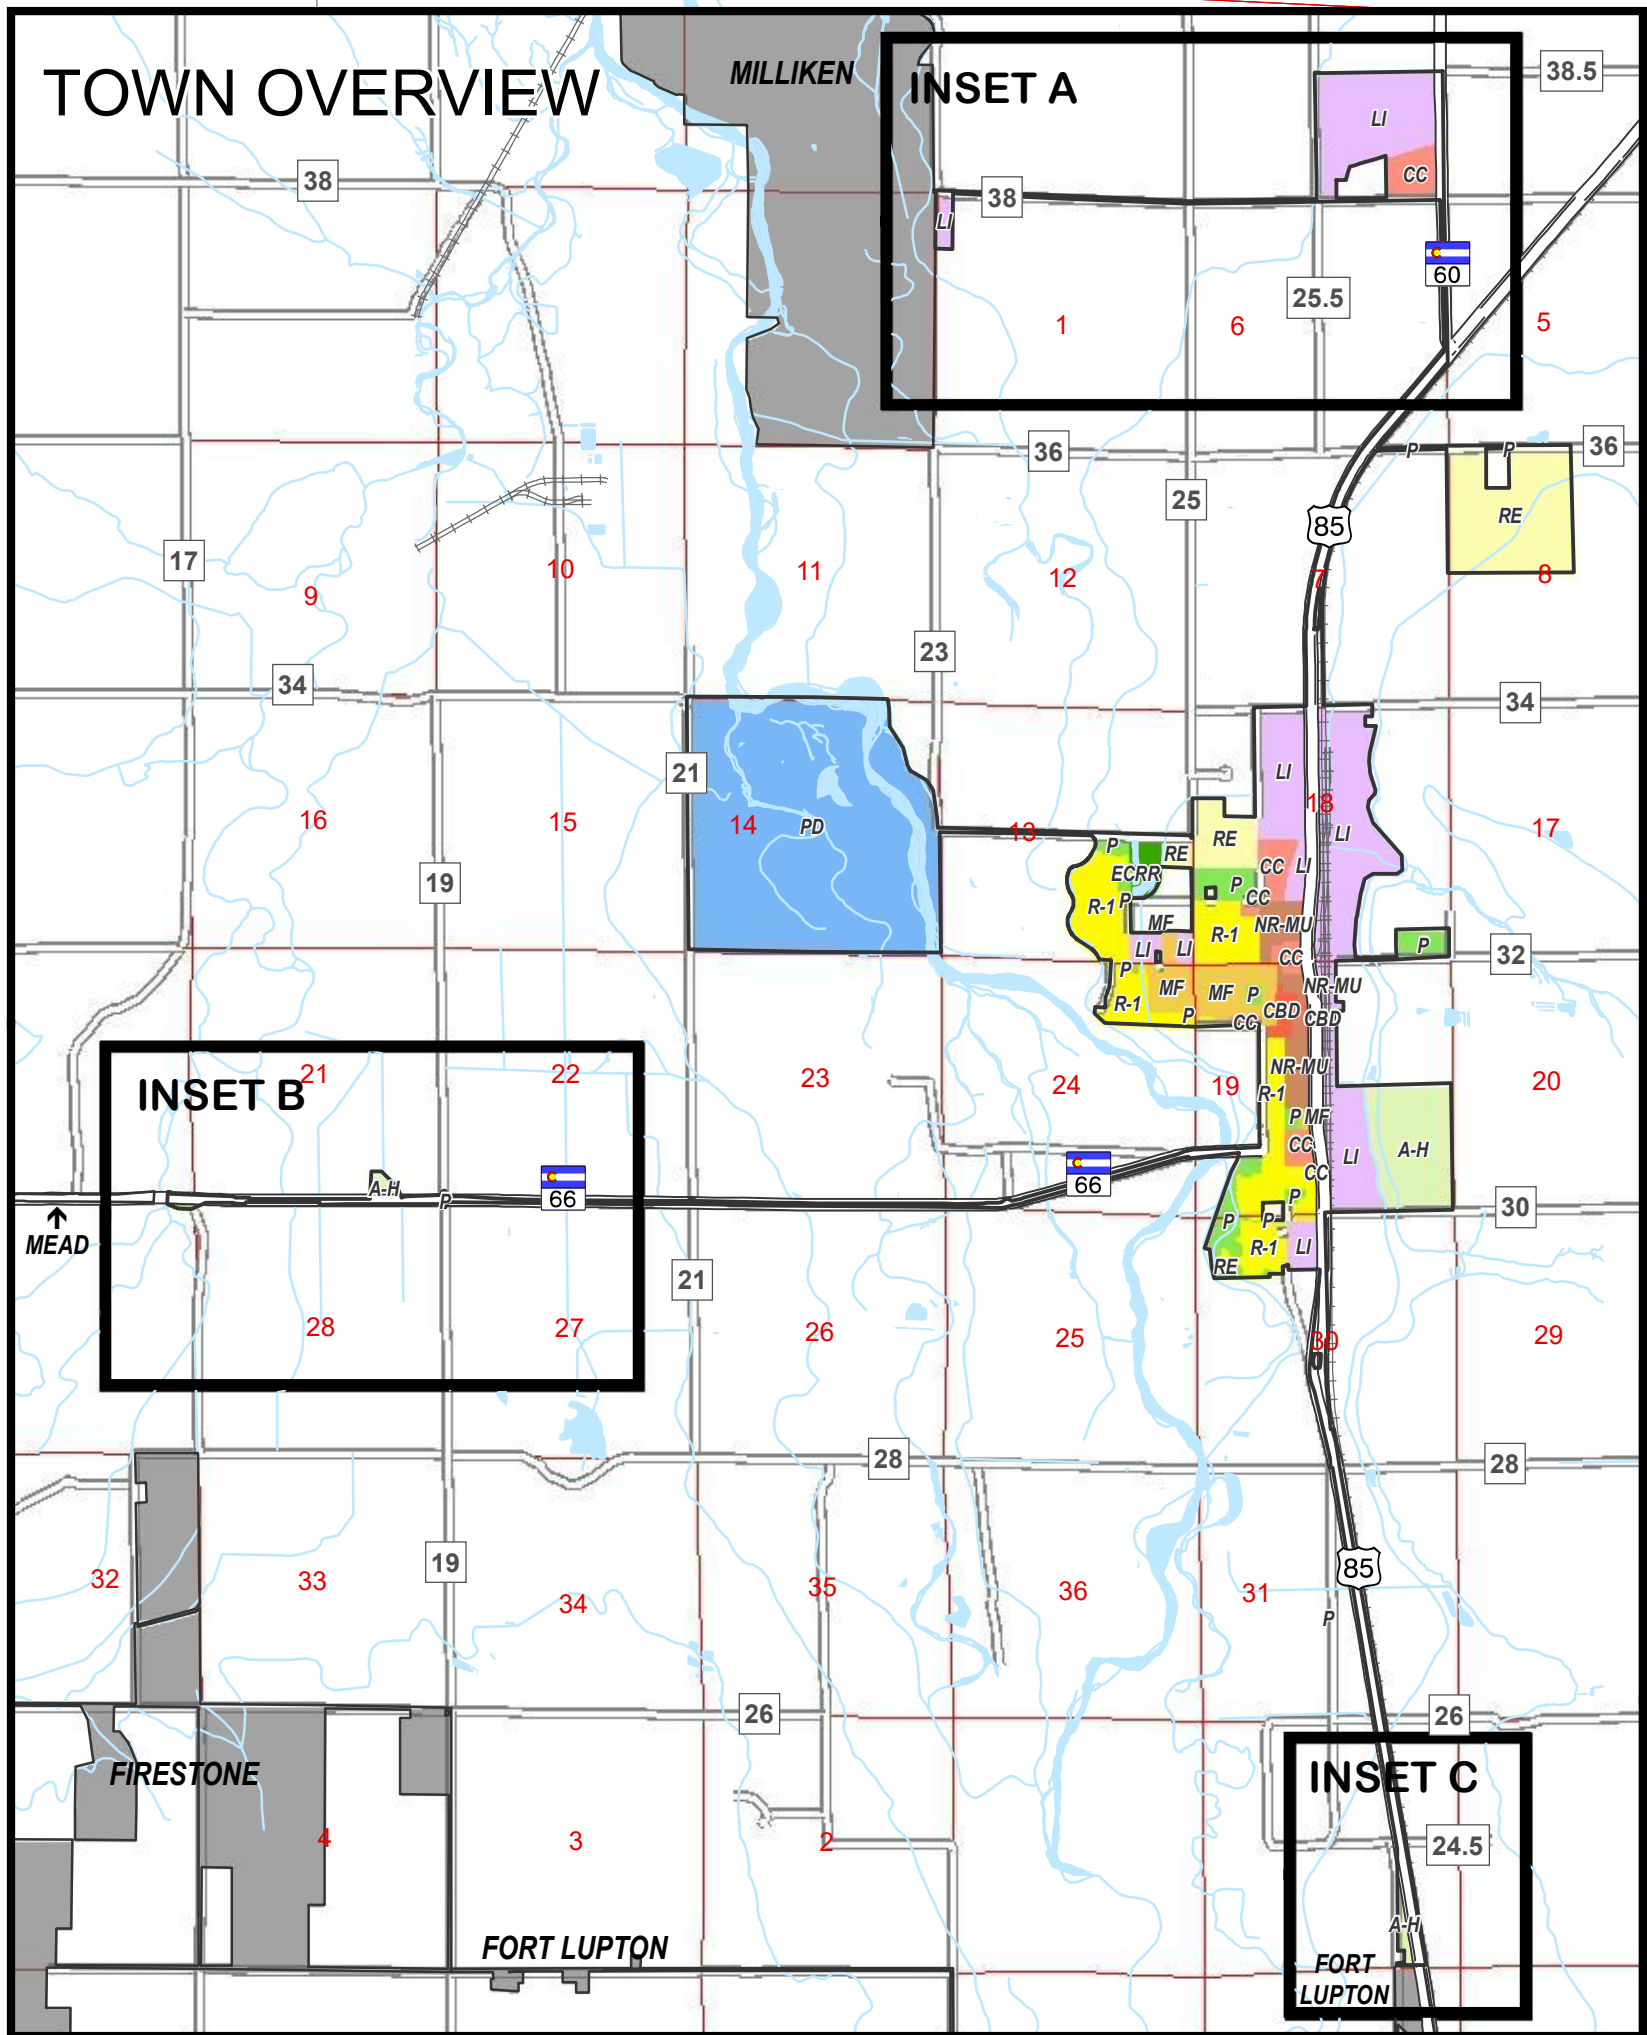 TOWN OVERVIEW
MILLIKEN
INSET A
38.5
LI
CC
38
38
LI
60
25.5
1
6
5
36
P
P
36
RE
25
85
17
10
11
12
7
8
9
23
34
34
21
LI
16
15
14
PD
13
18
17
RE
LI
P
RE
CC
LI
19
ECRR
P
CC
R-1
P
MF
R-1
NR-MU
P
LI
LI
CC
32
P
NR-MU
R-1
MF
MF
P
CBD
CBD
P
CC
INSET B
21
22
23
24
19
NR-MU
20
R-1
P
MF
CC
LI
A-H
A-H
P
66
66
CC
P
30
MEAD
P
P
R-1
LI
RE
21
28
27
26
25
30
29
28
28
32
33
19
34
35
36
31
85
P
26
26
FIRESTONE
INSET C
4
3
2
24.5
A-H
FORT LUPTON
FORT
LUPTON